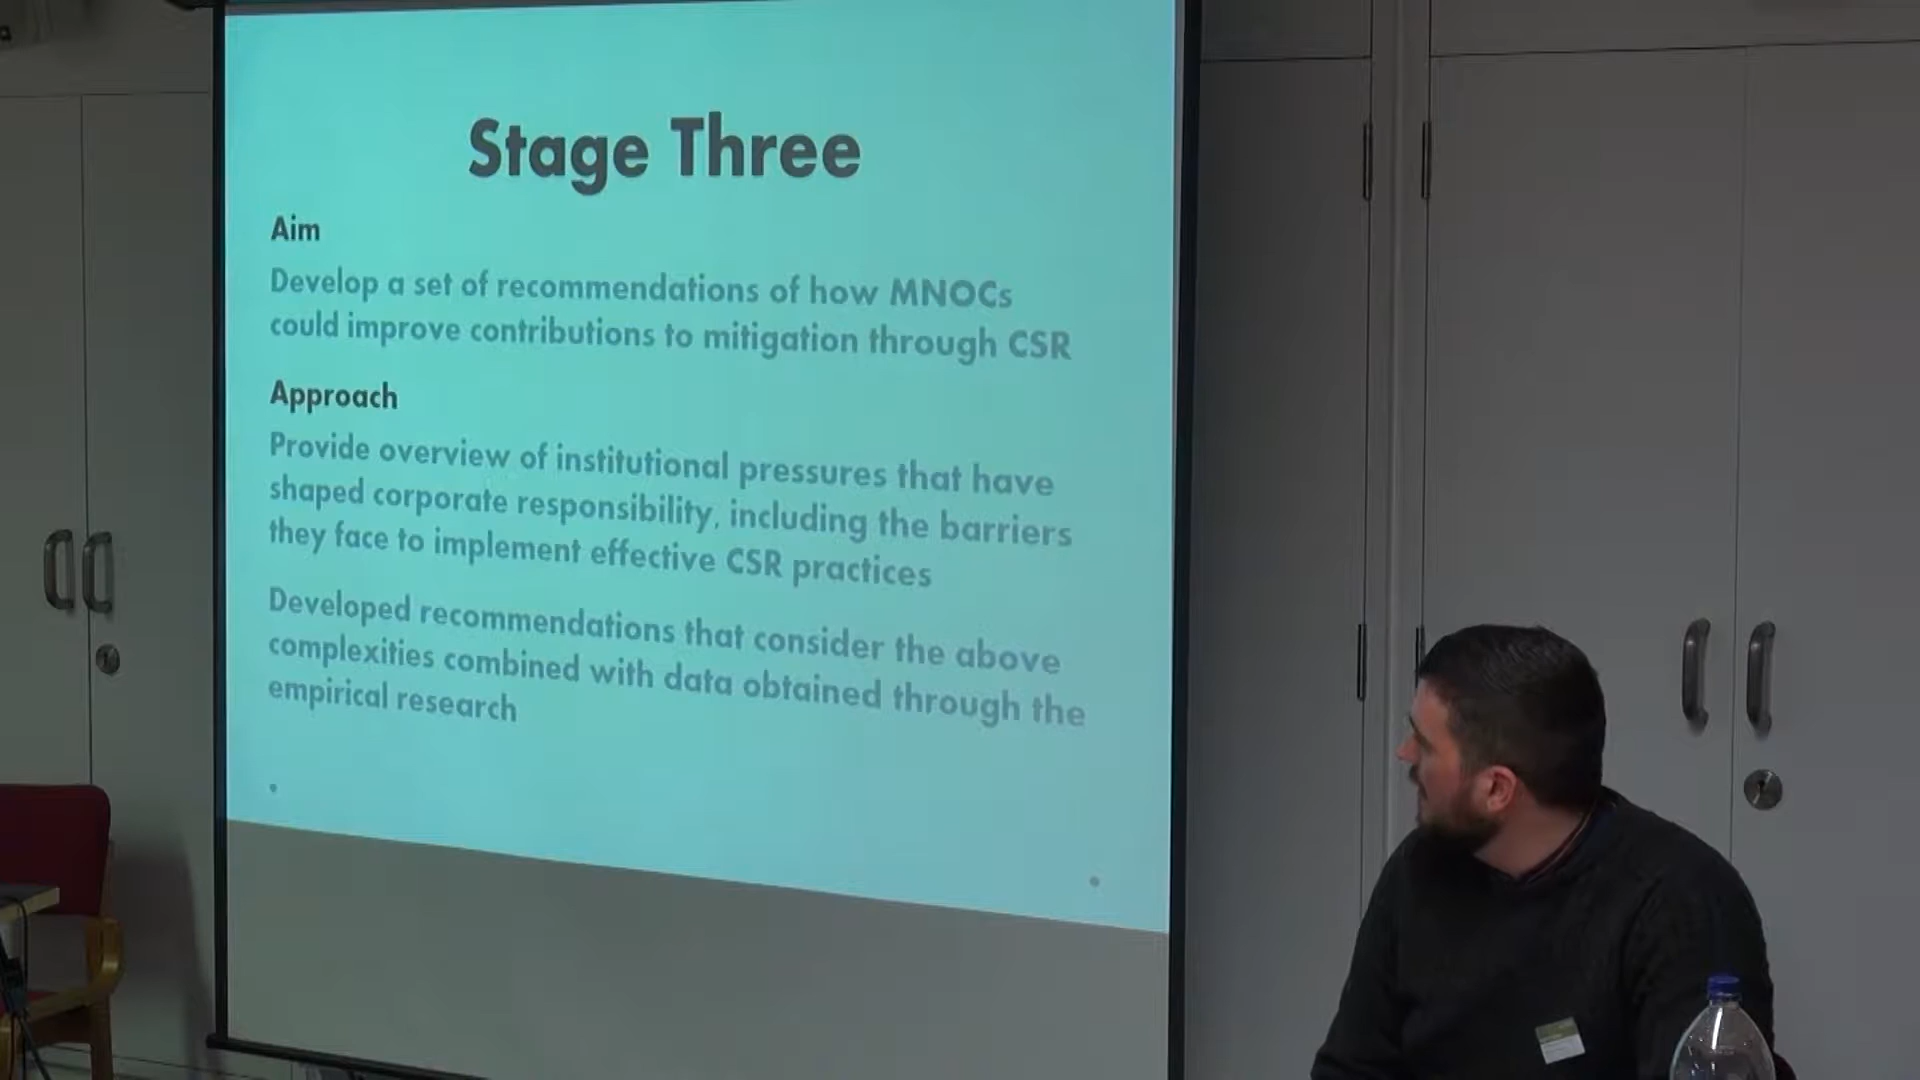 Stage Three
Aim
Develop a set of recommendations of how MNOCs
could improve contributions to mitigation through CSR
Approach
Provide overview of institutional pressures that have
shaped corporate responsibility, including the barriers
they face to implement effective CSR practices
Developed recommendations that consider the above
complexities combined with data obtained through the
empirical research